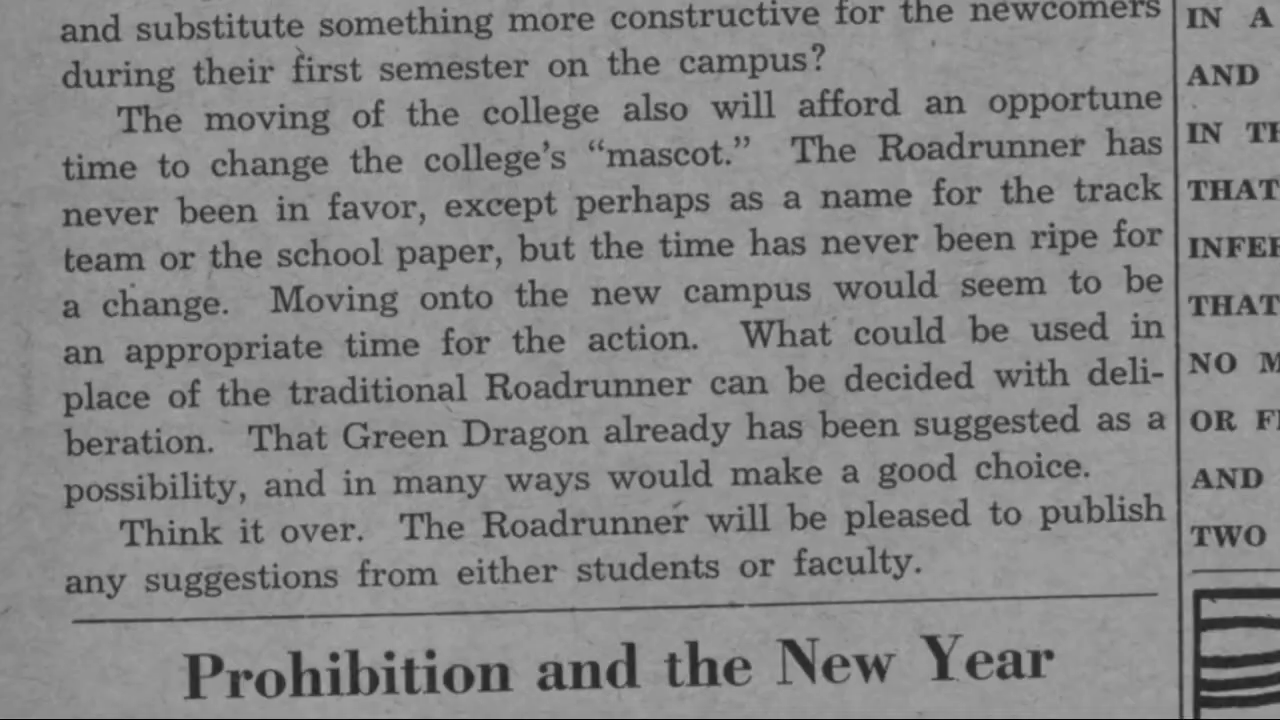 and substitute something more constructive for the newcomers
during their first semester on the campus?
The moving of the college also will afford an opportune
time to change the college's “mascot.” The Roadrunner has
never been in favor, except perhaps as a name for the track
team or the school paper, but the time has never been ripe for
a change. Moving onto the new campus would seem to be
an appropriate time for the action. What could be used in
place of the traditional Roadrunner can be decided with deli-
beration. That Green Dragon already has been suggested as a
possibility, and in many ways would make a good choice.
Think it over. The Roadrunner will be pleased to publish
any suggestions from either students or faculty.
Prohibition and the New Year
IN A
AND
IN
THAT
THAT
NO
OR
AND
TWO